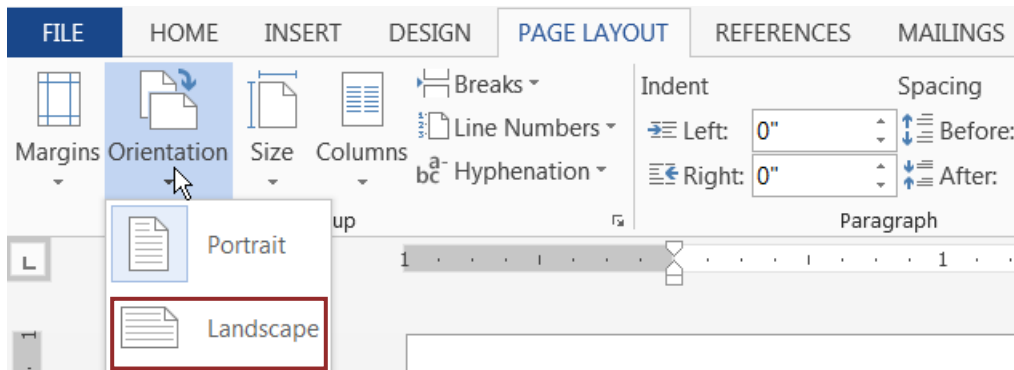 FILE HOME INSERT DESIGN PAGE LAYOUT REFERENCES MAILINGS
Margins Orientation Size Columns
Breaks
Line Numbers
Hyphenation
Indent
Left: 0"
Right: 0"
Spacing
Before:
After:
up
Paragraph
Portrait
Landscape
1 1
1